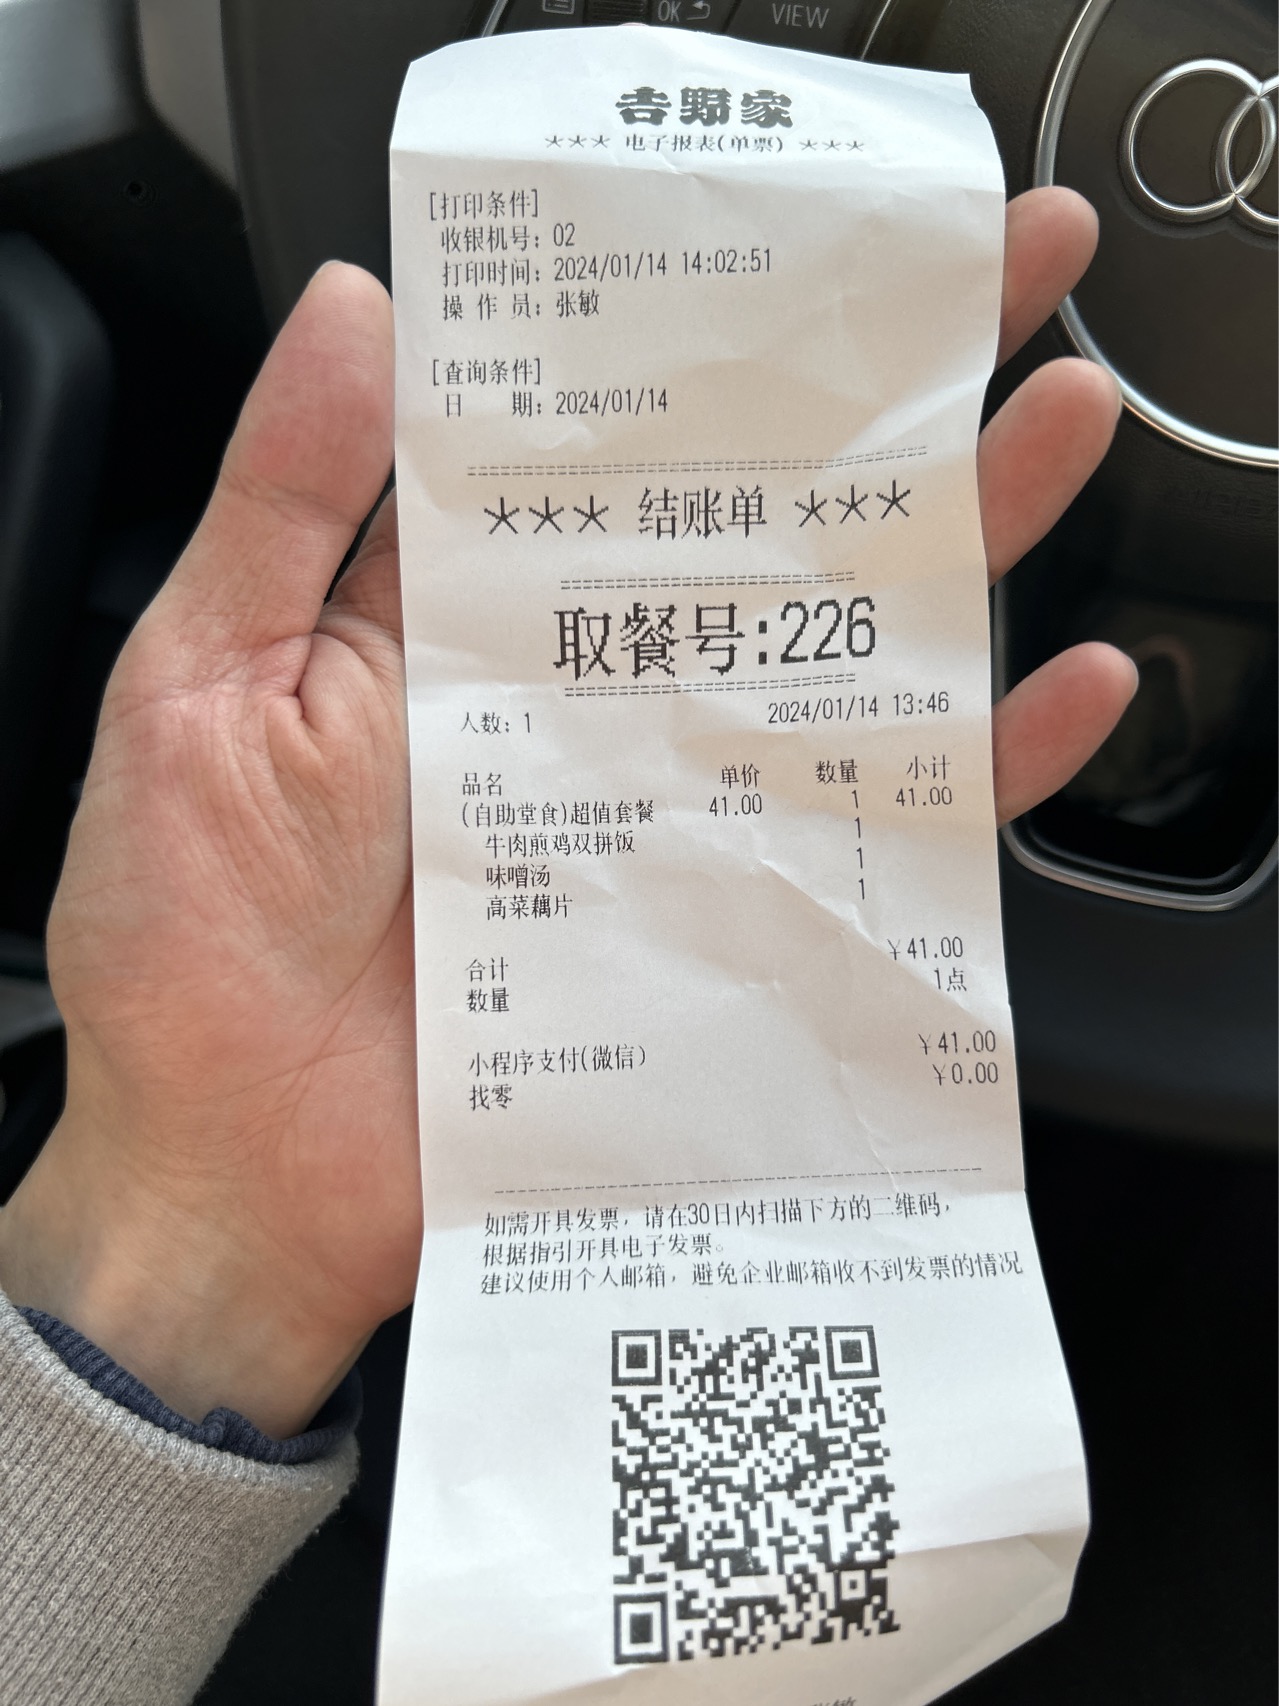 OK
VIEW
吉野家
*** 电子报表(单票) ***
[打印条件]
收银机号：02
打印时间：2024/01/14 14:02:51
操 作 员：张敏
[查询条件]
日 期：2024/01/14
*** 结账单 ***
取餐号:226
人数：1 2024/01/14 13:46
品名 单价 数量 小计
(自助堂食)超值套餐 41.00 1 41.00
牛肉煎鸡双拼饭 1
味噌汤 1
高菜藕片 1
合计 ￥41.00
数量 1点
小程序支付(微信) ￥41.00
找零 ￥0.00
如需开具发票，请在30日内扫描下方的二维码，
根据指引开具电子发票。
建议使用个人邮箱，避免企业邮箱收不到发票的情况